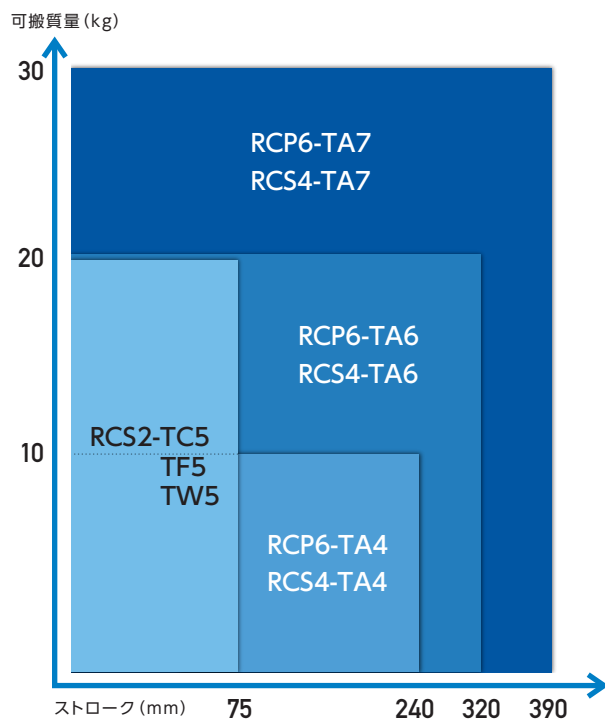 可搬質量(kg)
30
RCP6-TA7
RCS4-TA7
20
RCP6-TA6
RCS4-TA6
RCS2-TC5
10
TF5
TW5
RCP6-TA4
RCS4-TA4
ストローク(mm) 75 240 320 390